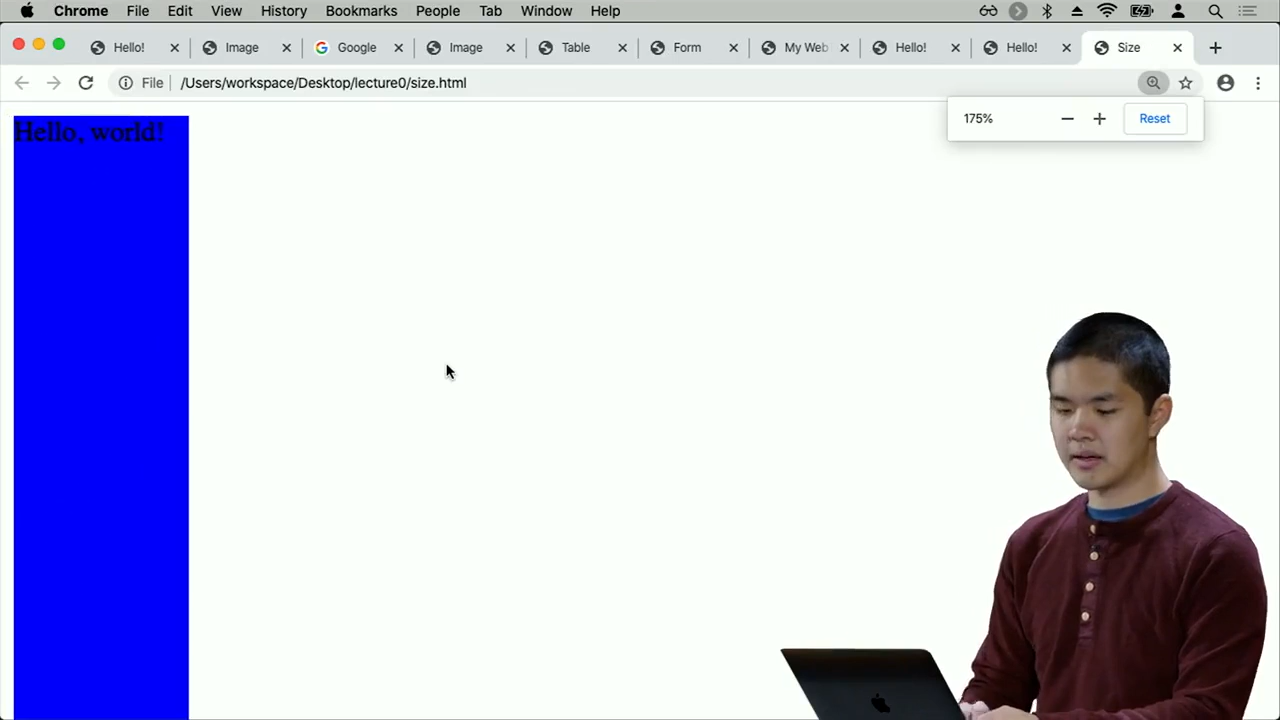 Chrome File Edit View History Bookmarks People Tab Window Help
Hello! Image Google Image Table Form My Web Hello! Hello! Size
File /Users/workspace/Desktop/lecture0/size.html
175% Reset
Hello, world!